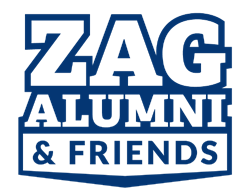 ZAG
ALUMNI
& FRIENDS